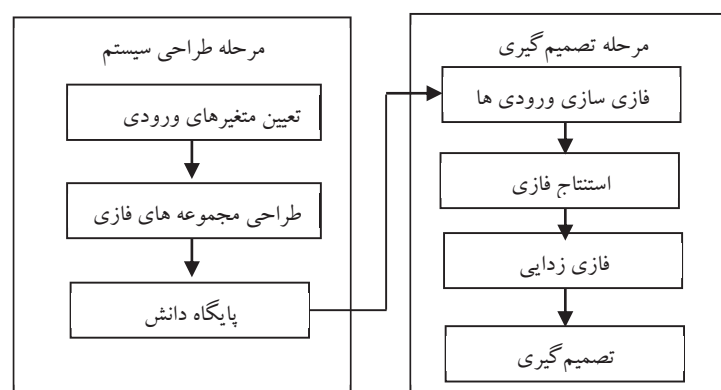 مرحله طراحی سیستم
تعیین متغیرهای ورودی
طراحی مجموعه های فازی
پایگاه دانش
مرحله تصمیم‌گیری
فازی سازی ورودی ها
استنتاج فازی
فازی زدایی
تصمیم‌گیری